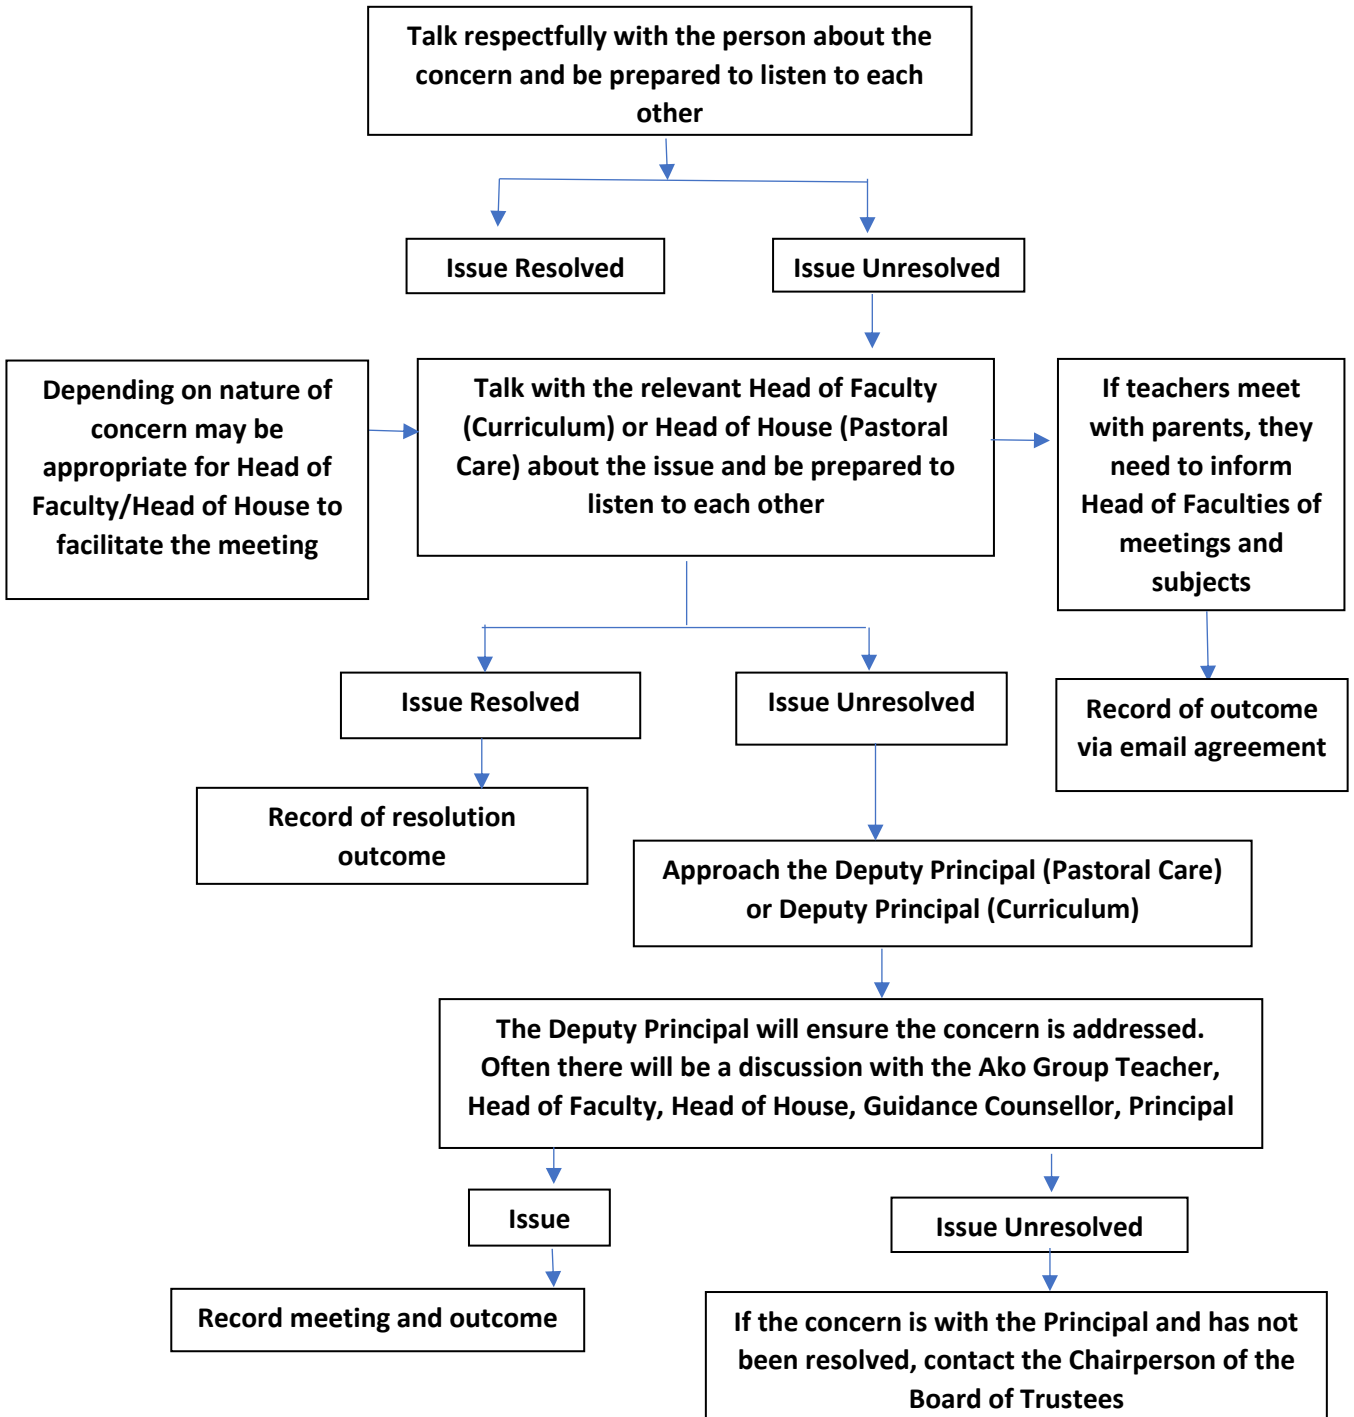 Talk respectfully with the person about the
concern and be prepared to listen to each
other
Issue Resolved
Issue Unresolved
Depending on nature of
concern may be
appropriate for Head of
Faculty/Head of House to
facilitate the meeting
Talk with the relevant Head of Faculty
(Curriculum) or Head of House (Pastoral
Care) about the issue and be prepared to
listen to each other
If teachers meet
with parents, they
need to inform
Head of Faculties of
meetings and
subjects
Issue Resolved
Issue Unresolved
Record of outcome
via email agreement
Record of resolution
outcome
Approach the Deputy Principal (Pastoral Care)
or Deputy Principal (Curriculum)
The Deputy Principal will ensure the concern is addressed.
Often there will be a discussion with the Ako Group Teacher,
Head of Faculty, Head of House, Guidance Counsellor, Principal
Issue
Issue Unresolved
Record meeting and outcome
If the concern is with the Principal and has not
been resolved, contact the Chairperson of the
Board of Trustees